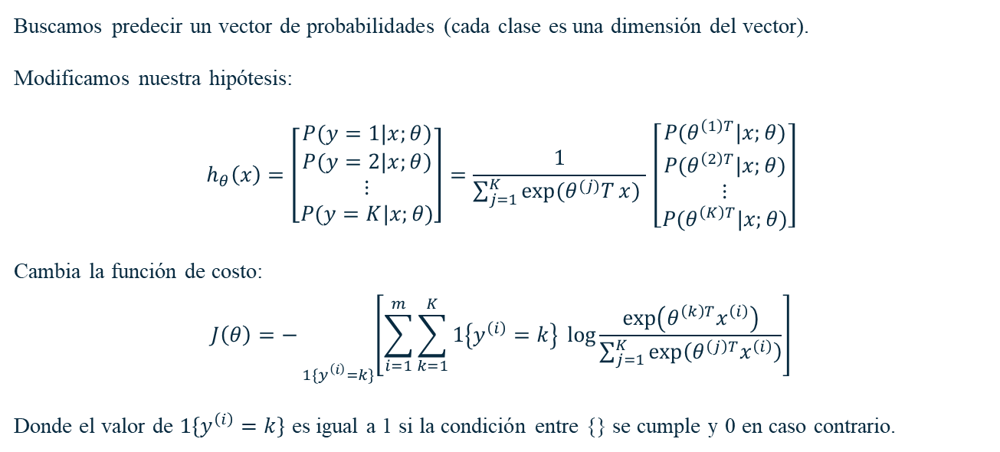 Buscamos predecir un vector de probabilidades (cada clase es una dimensión del vector).
Modificamos nuestra hipótesis:
$h_\theta(x) = \begin{bmatrix} P(y = 1|x; \theta) \\ P(y = 2|x; \theta) \\ \vdots \\ P(y = K|x; \theta) \end{bmatrix} = \frac{1}{\sum_{j=1}^{K} \exp(\theta^{(j)}T\, x)} \begin{bmatrix} P(\theta^{(1)T}|x; \theta) \\ P(\theta^{(2)T}|x; \theta) \\ \vdots \\ P(\theta^{(K)T}|x; \theta) \end{bmatrix}$
Cambia la función de costo:
$J(\theta) = - {}_{1\{y^{(i)}=k\}} \left[ \sum_{i=1}^{m} \sum_{k=1}^{K} 1\{y^{(i)} = k\} \log \frac{\exp(\theta^{(k)T} x^{(i)})}{\sum_{j=1}^{K} \exp(\theta^{(j)T} x^{(i)})} \right]$
Donde el valor de $1\{y^{(i)} = k\}$ es igual a 1 si la condición entre {} se cumple y 0 en caso contrario.